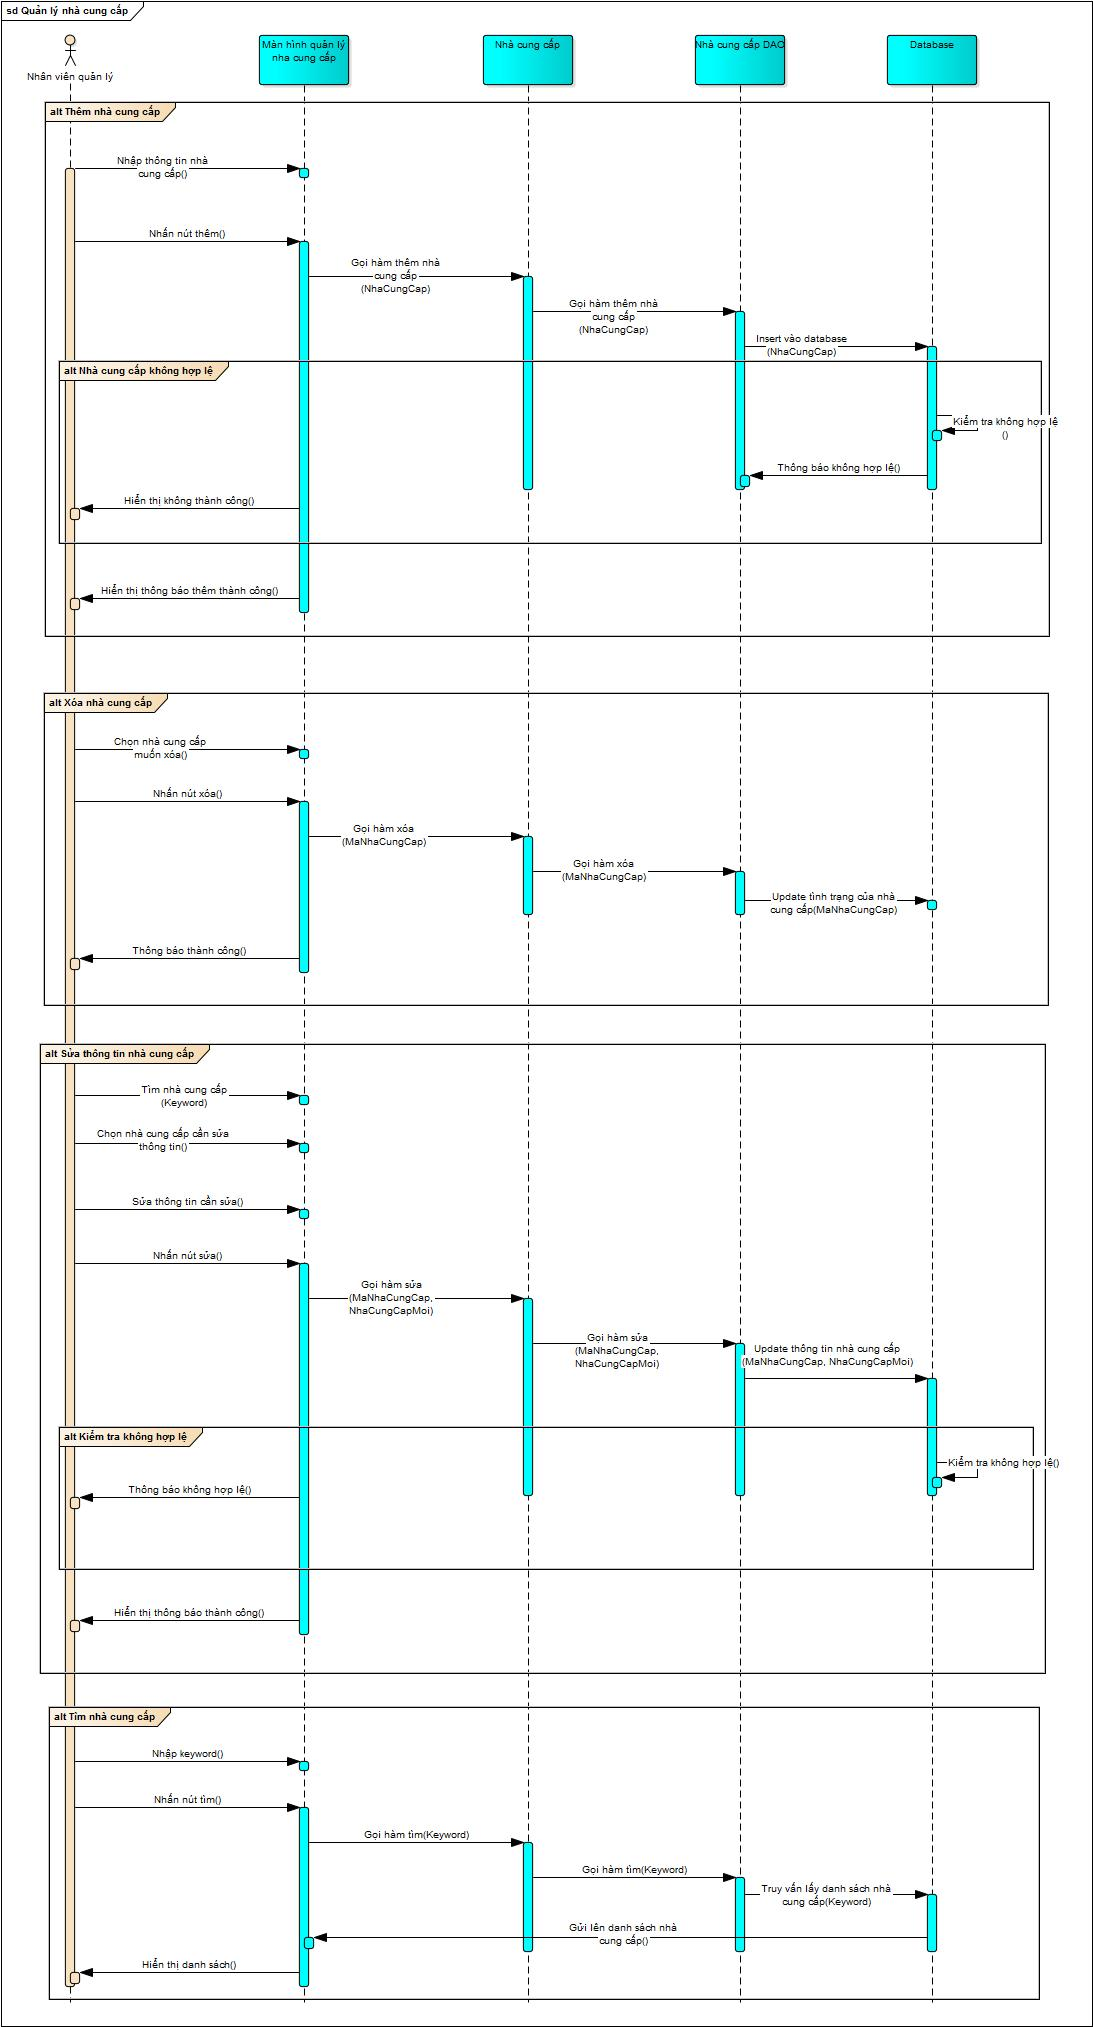 sd Quản lý nhà cung cấp
Nhân viên quản lý
Màn hình quản lý
nha cung cấp
Nhà cung cấp
Nhà cung cấp DAO
Database
alt Thêm nhà cung cấp
Nhập thông tin nhà
cung cấp()
Nhấn nút thêm()
Gọi hàm thêm nhà
cung cấp
(NhaCungCap)
Gọi hàm thêm nhà
cung cấp
(NhaCungCap)
Insert vào database
(NhaCungCap)
alt Nhà cung cấp không hợp lệ
Kiểm tra không hợp lệ
()
Thông báo không hợp lệ()
Hiển thị không thành công()
Hiển thị thông báo thêm thành công()
alt Xóa nhà cung cấp
Chọn nhà cung cấp
muốn xóa()
Nhấn nút xóa()
Gọi hàm xóa
(MaNhaCungCap)
Gọi hàm xóa
(MaNhaCungCap)
Update tình trạng của nhà
cung cấp(MaNhaCungCap)
Thông báo thành công()
alt Sửa thông tin nhà cung cấp
Tìm nhà cung cấp
(Keyword)
Chọn nhà cung cấp cần sửa
thông tin()
Sửa thông tin cần sửa()
Nhấn nút sửa()
Gọi hàm sửa
(MaNhaCungCap,
NhaCungCapMoi)
Gọi hàm sửa
(MaNhaCungCap,
NhaCungCapMoi)
Update thông tin nhà cung cấp
(MaNhaCungCap, NhaCungCapMoi)
alt Kiểm tra không hợp lệ
Kiểm tra không hợp lệ()
Thông báo không hợp lệ()
Hiển thị thông báo thành công()
alt Tìm nhà cung cấp
Nhập keyword()
Nhấn nút tìm()
Gọi hàm tìm(Keyword)
Gọi hàm tìm(Keyword)
Truy vấn lấy danh sách nhà
cung cấp(Keyword)
Gửi lên danh sách nhà
cung cấp()
Hiển thị danh sách()